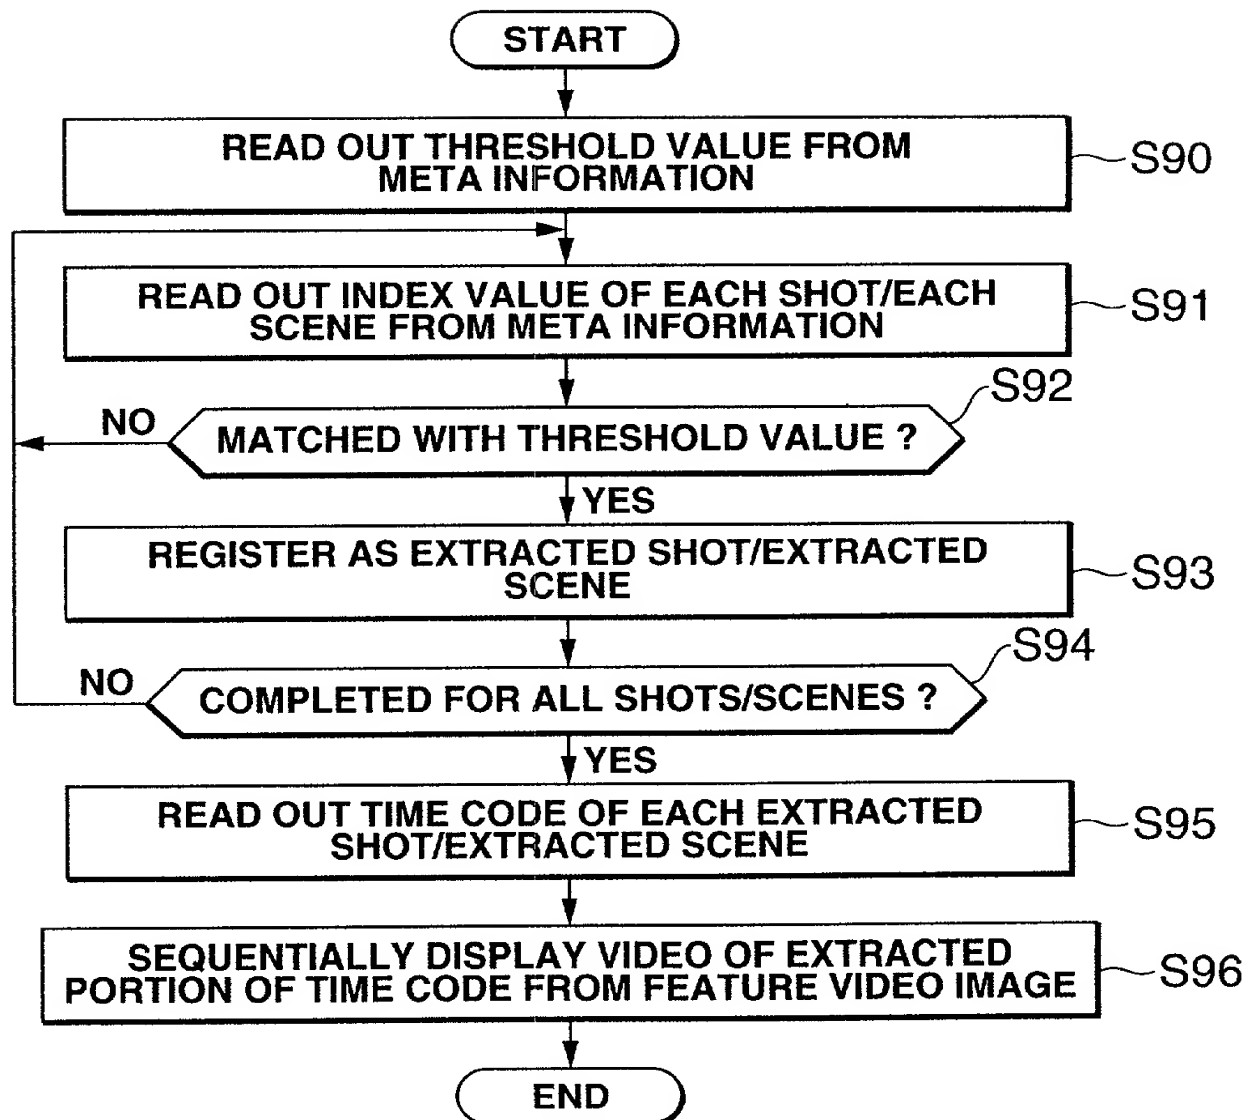 START
READ OUT THRESHOLD VALUE FROM
META INFORMATION
S90
READ OUT INDEX VALUE OF EACH SHOT/EACH
SCENE FROM META INFORMATION
S91
S92
NO
MATCHED WITH THRESHOLD VALUE ?
YES
REGISTER AS EXTRACTED SHOT/EXTRACTED
SCENE
S93
S94
NO
COMPLETED FOR ALL SHOTS/SCENES ?
YES
READ OUT TIME CODE OF EACH EXTRACTED
SHOT/EXTRACTED SCENE
S95
SEQUENTIALLY DISPLAY VIDEO OF EXTRACTED
PORTION OF TIME CODE FROM FEATURE VIDEO IMAGE
S96
END